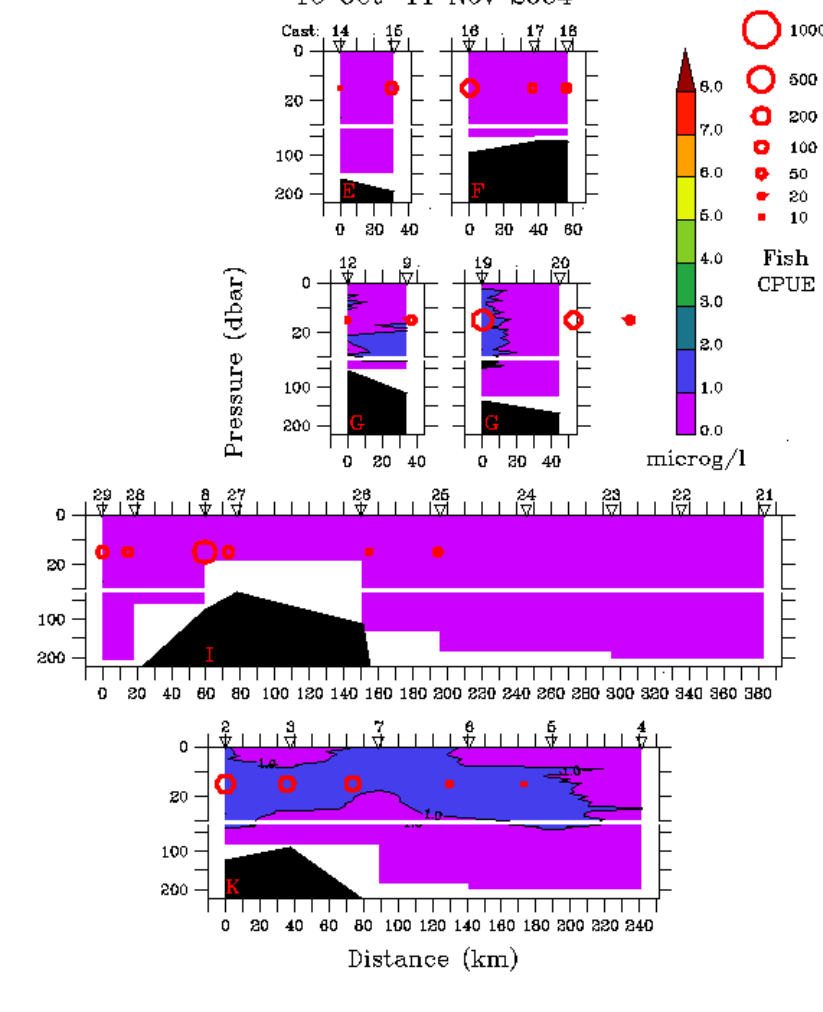 Cast: 14 15 16 17 18
0 20 100 200
E F
0 20 40 0 20 40 60
12 9 19 20
0 20 100 200
G G
0 20 40 0 20 40
29 28 8 27 26 25 24 23 22 21
0 20 100 200
I
0 20 40 60 80 100 120 140 160 180 200 220 240 260 280 300 320 340 360 380
2 3 7 6 5 4
0 20 100 200
1.0 1.0 1.0
K
0 20 40 60 80 100 120 140 160 180 200 220 240
Distance (km)
Pressure (dbar)
8.0
7.0
6.0
5.0
4.0
3.0
2.0
1.0
0.0
microg/l
1000
500
200
100
50
20
10
Fish
CPUE